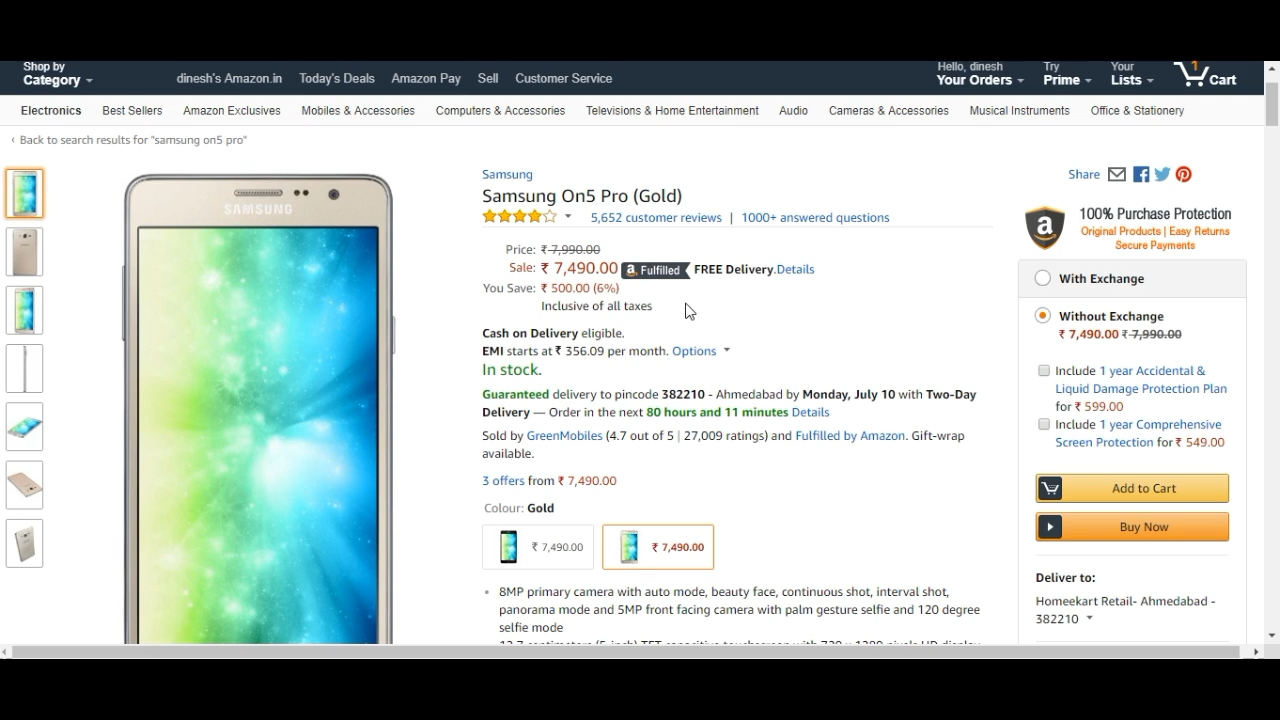 Shop by
Category
dinesh's Amazon.in Today's Deals Amazon Pay Sell Customer Service
Hello, dinesh
Your Orders
Try
Prime
Your
Lists
1
Cart
Electronics Best Sellers Amazon Exclusives Mobiles & Accessories Computers & Accessories Televisions & Home Entertainment Audio Cameras & Accessories Musical Instruments Office & Stationery
‹ Back to search results for "samsung on5 pro"
SAMSUNG
Samsung
Samsung On5 Pro (Gold)
5,652 customer reviews | 1000+ answered questions
Price: ₹ 7,990.00
Sale: ₹ 7,490.00 a Fulfilled FREE Delivery.Details
You Save: ₹ 500.00 (6%)
Inclusive of all taxes
Cash on Delivery eligible.
EMI starts at ₹ 356.09 per month. Options
In stock.
Guaranteed delivery to pincode 382210 - Ahmedabad by Monday, July 10 with Two-Day
Delivery — Order in the next 80 hours and 11 minutes Details
Sold by GreenMobiles (4.7 out of 5 | 27,009 ratings) and Fulfilled by Amazon. Gift-wrap
available.
3 offers from ₹ 7,490.00
Colour: Gold
₹ 7,490.00 ₹ 7,490.00
• 8MP primary camera with auto mode, beauty face, continuous shot, interval shot,
panorama mode and 5MP front facing camera with palm gesture selfie and 120 degree
selfie mode
Share
a
100% Purchase Protection
Original Products | Easy Returns
Secure Payments
With Exchange
Without Exchange
₹ 7,490.00 ₹ 7,990.00
Include 1 year Accidental &
Liquid Damage Protection Plan
for ₹ 599.00
Include 1 year Comprehensive
Screen Protection for ₹ 549.00
Add to Cart
Buy Now
Deliver to:
Homeekart Retail- Ahmedabad -
382210